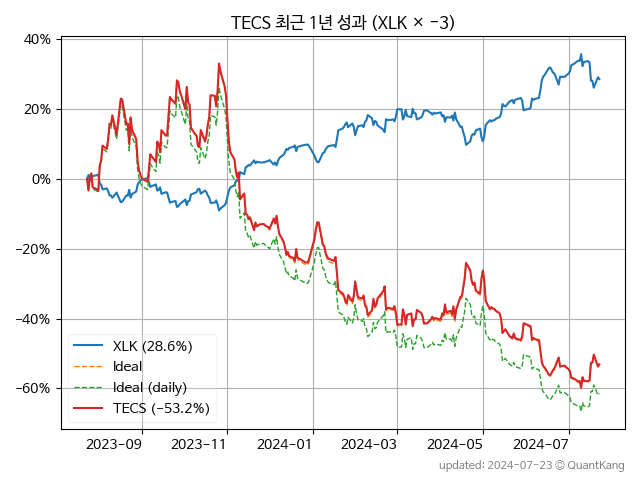 TECS 최근 1년 성과 (XLK × −3)
40%
20%
0%
−20%
−40%
−60%
XLK (28.6%)
Ideal
Ideal (daily)
TECS (−53.2%)
2023−09 2023−11 2024−01 2024−03 2024−05 2024−07
updated: 2024-07-23 © QuantKang